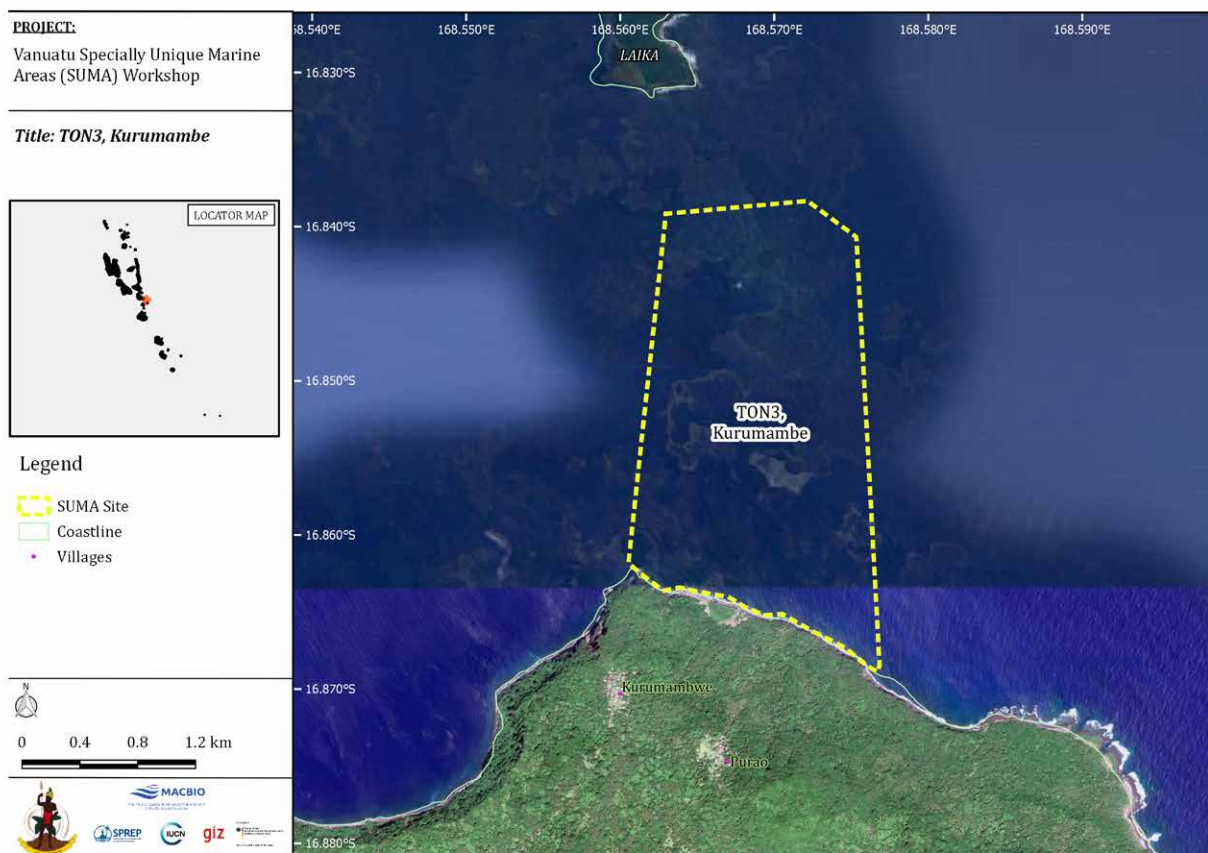 PROJECT:
Vanuatu Specially Unique Marine
Areas (SUMA) Workshop
Title: TON3, Kurumambe
LOCATOR MAP
Legend
SUMA Site
Coastline
Villages
N
0 0.4 0.8 1.2 km
MACBIO
SPREP
IUCN
giz
168.540°E 168.550°E 168.560°E 168.570°E 168.580°E 168.590°E
LAIKA
16.830°S
16.840°S
16.850°S
TON3,
Kurumambe
16.860°S
16.870°S
Kurumambwe
Purao
16.880°S